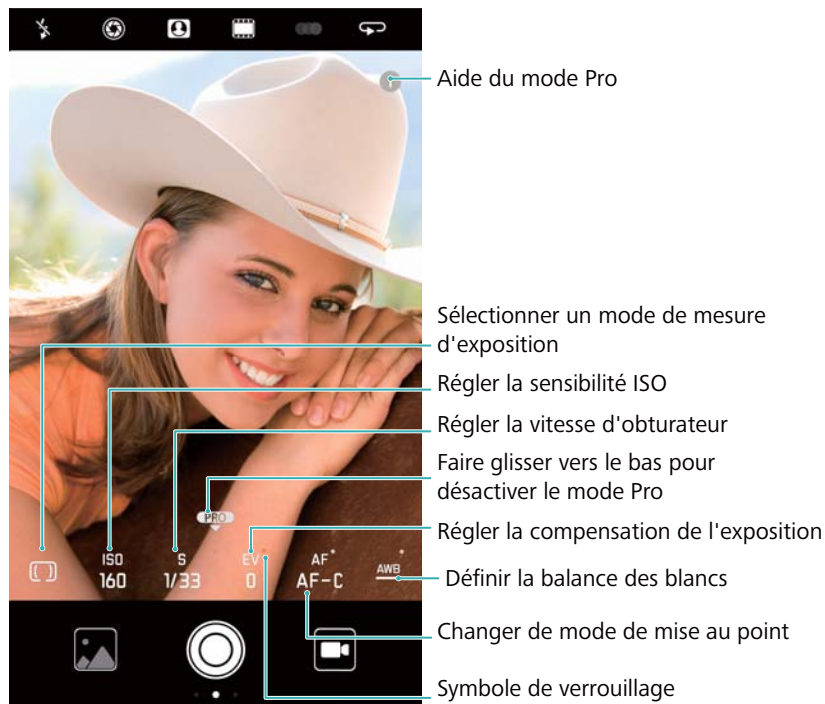 Aide du mode Pro
Sélectionner un mode de mesure
d'exposition
Régler la sensibilité ISO
Régler la vitesse d'obturateur
Faire glisser vers le bas pour
désactiver le mode Pro
PRO
Régler la compensation de l'exposition
ISO S EV AF AWB
160 1/33 0 AF-C
Définir la balance des blancs
Changer de mode de mise au point
Symbole de verrouillage